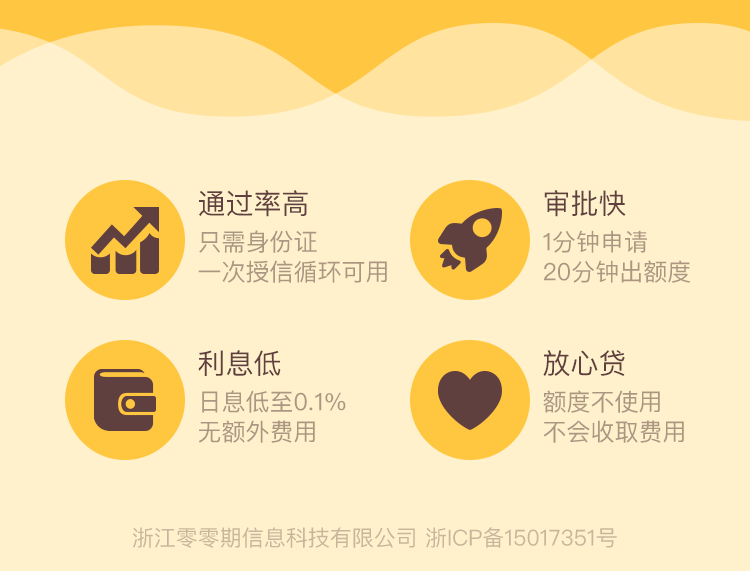 通过率高
只需身份证
一次授信循环可用
审批快
1分钟申请
20分钟出额度
利息低
日息低至0.1%
无额外费用
放心贷
额度不使用
不会收取费用
浙江零零期信息科技有限公司 浙ICP备15017351号